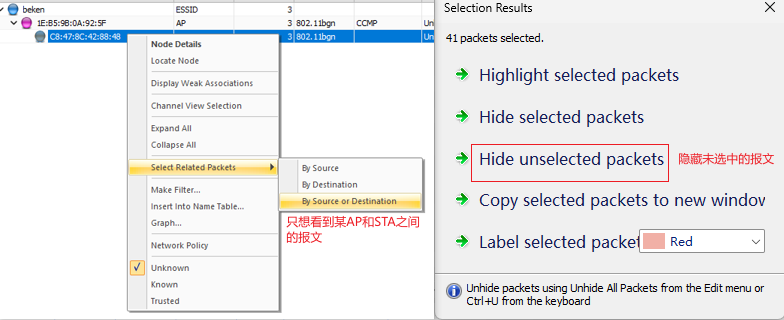 beken ESSID 3
1E:B5:9B:0A:92:5F AP 3 802.11bgn CCMP Unk
C8:47:8C:42:88:48 3 802.11bgn Un
Node Details
Locate Node
Display Weak Associations
Channel View Selection
Expand All
Collapse All
Select Related Packets
Make Filter...
Insert Into Name Table...
Graph...
Network Policy
Unknown
Known
Trusted
By Source
By Destination
By Source or Destination
只想看到某AP和STA之间
的报文
Selection Results
41 packets selected.
Highlight selected packets
Hide selected packets
Hide unselected packets
隐藏未选中的报文
Copy selected packets to new window
Label selected packet
Red
Unhide packets using Unhide All Packets from the Edit menu or
Ctrl+U from the keyboard